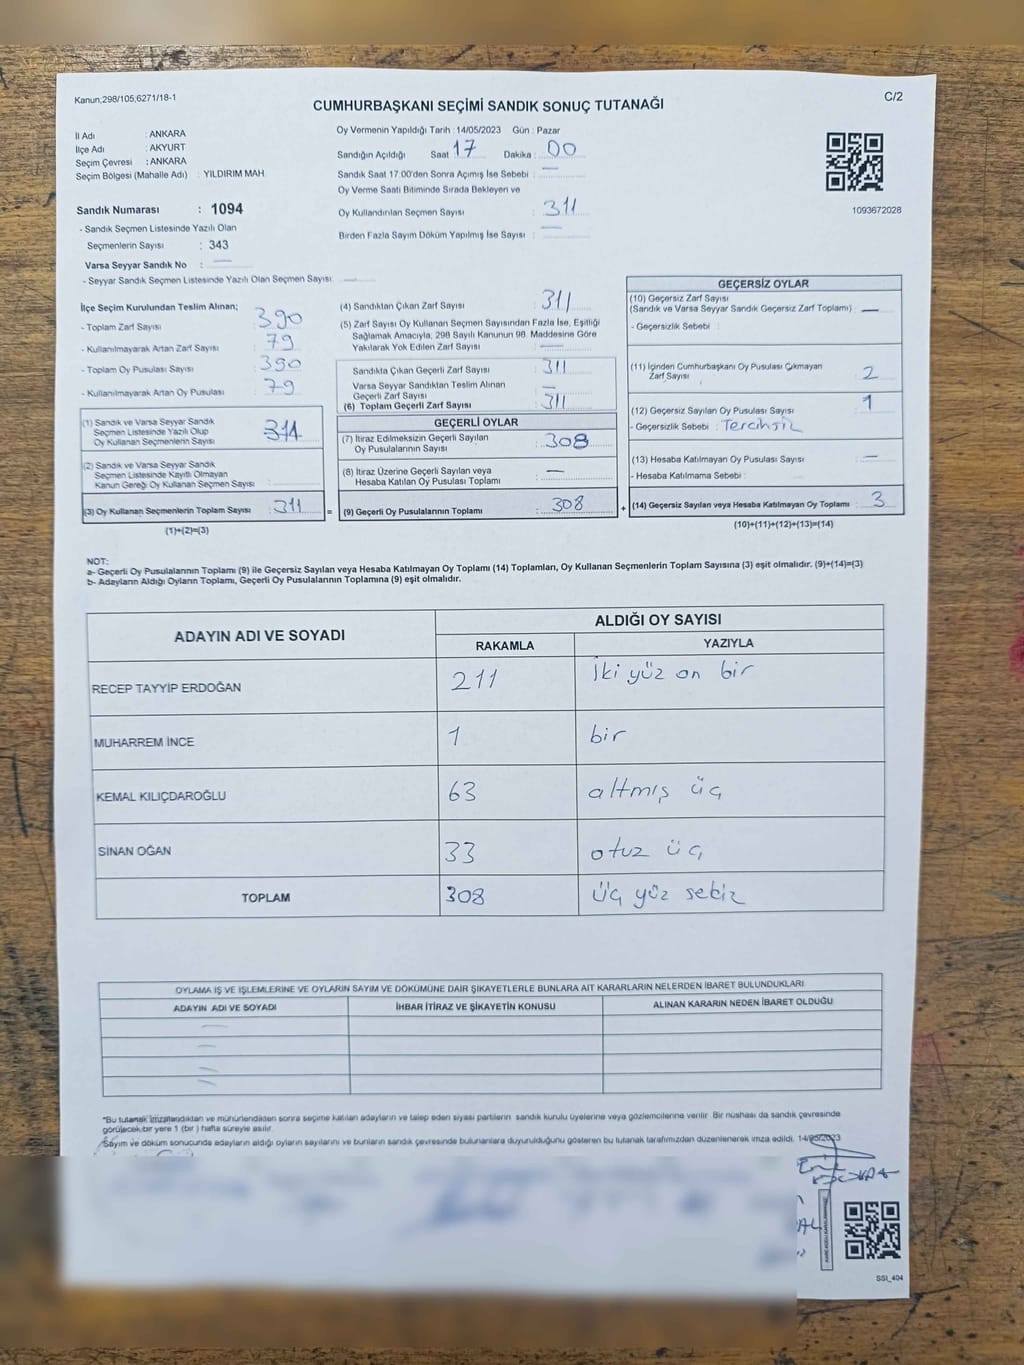 Kanun;298/105;6271/18-1
C/2
CUMHURBAŞKANI SEÇİMİ SANDIK SONUÇ TUTANAĞI
İl Adı : ANKARA
İlçe Adı : AKYURT
Seçim Çevresi : ANKARA
Seçim Bölgesi (Mahalle Adı) : YILDIRIM MAH.
Sandık Numarası : 1094
- Sandık Seçmen Listesinde Yazılı Olan
Seçmenlerin Sayısı : 343
Varsa Seyyar Sandık No : —
- Seyyar Sandık Seçmen Listesinde Yazılı Olan Seçmen Sayısı: —
Oy Vermenin Yapıldığı Tarih :14/05/2023 Gün : Pazar
Sandığın Açıldığı Saat : 17 Dakika : 00
Sandık Saat 17:00'den Sonra Açımış İse Sebebi : —
Oy Verme Saati Bitiminde Sırada Bekleyen ve
Oy Kullandırılan Seçmen Sayısı : 311
Birden Fazla Sayım Döküm Yapılmış İse Sayısı : —
1093672028
İlçe Seçim Kurulundan Teslim Alınan;
- Toplam Zarf Sayısı : 390
- Kullanılmayarak Artan Zarf Sayısı : 79
- Toplam Oy Pusulası Sayısı : 390
- Kullanılmayarak Artan Oy Pusulası : 79
(1) Sandık ve Varsa Seyyar Sandık
Seçmen Listesinde Yazılı Olup
Oy Kullanan Seçmenlerin Sayısı : 311
(2) Sandık ve Varsa Seyyar Sandık
Seçmen Listesinde Kayıtlı Olmayan
Kanun Gereği Oy Kullanan Seçmen Sayısı :
(3) Oy Kullanan Seçmenlerin Toplam Sayısı : 311 =
(1)+(2)=(3)
(4) Sandıktan Çıkan Zarf Sayısı : 311
(5) Zarf Sayısı Oy Kullanan Seçmen Sayısından Fazla İse, Eşitliği
Sağlamak Amacıyla; 298 Sayılı Kanunun 98. Maddesine Göre
Yakılarak Yok Edilen Zarf Sayısı : —
Sandıkta Çıkan Geçerli Zarf Sayısı : 311
Varsa Seyyar Sandıktan Teslim Alınan
Geçerli Zarf Sayısı : —
(6) Toplam Geçerli Zarf Sayısı : 311
GEÇERLİ OYLAR
(7) İtiraz Edilmeksizin Geçerli Sayılan
Oy Pusulalarının Sayısı : 308
(8) İtiraz Üzerine Geçerli Sayılan veya
Hesaba Katılan Oy Pusulası Toplamı : —
(9) Geçerli Oy Pusulalarının Toplamı : 308 +
GEÇERSİZ OYLAR
(10) Geçersiz Zarf Sayısı
(Sandık ve Varsa Seyyar Sandık Geçersiz Zarf Toplamı) : —
- Geçersizlik Sebebi :
(11) İçinden Cumhurbaşkanı Oy Pusulası Çıkmayan
Zarf Sayısı : 2
(12) Geçersiz Sayılan Oy Pusulası Sayısı : 1
- Geçersizlik Sebebi : Tercihsiz
(13) Hesaba Katılmayan Oy Pusulası Sayısı : —
- Hesaba Katılmama Sebebi :
(14) Geçersiz Sayılan veya Hesaba Katılmayan Oy Toplamı : 3
(10)+(11)+(12)+(13)=(14)
NOT:
a- Geçerli Oy Pusulalarının Toplamı (9) ile Geçersiz Sayılan veya Hesaba Katılmayan Oy Toplamı (14) Toplamları, Oy Kullanan Seçmenlerin Toplam Sayısına (3) eşit olmalıdır. (9)+(14)=(3)
b- Adayların Aldığı Oyların Toplamı, Geçerli Oy Pusulalarının Toplamına (9) eşit olmalıdır.
ADAYIN ADI VE SOYADI ALDIĞI OY SAYISI
RAKAMLA YAZIYLA
RECEP TAYYİP ERDOĞAN 211 iki yüz on bir
MUHARREM İNCE 1 bir
KEMAL KILIÇDAROĞLU 63 altmış üç
SİNAN OĞAN 33 otuz üç
TOPLAM 308 üç yüz sekiz
OYLAMA İŞ VE İŞLEMLERİNE VE OYLARIN SAYIM VE DÖKÜMÜNE DAİR ŞİKAYETLERLE BUNLARA AİT KARARLARIN NELERDEN İBARET BULUNDUKLARI
ADAYIN ADI VE SOYADI İHBAR İTİRAZ VE ŞİKAYETİN KONUSU ALINAN KARARIN NEDEN İBARET OLDUĞU
*Bu tutanak imzalandıktan ve mühürlendikten sonra seçime katılan adayların ve talep eden siyasi partilerin sandık kurulu üyelerine veya gözlemcilerine verilir. Bir nüshası da sandık çevresinde
görülecek bir yere 1 (bir ) hafta süreyle asılır.
Sayım ve döküm sonucunda adayların aldığı oyların sayılarını ve bunların sandık çevresinde bulunanlara duyurulduğunu gösteren bu tutanak tarafımızdan düzenlenerek imza edildi. 14/05/2023
SSI_404